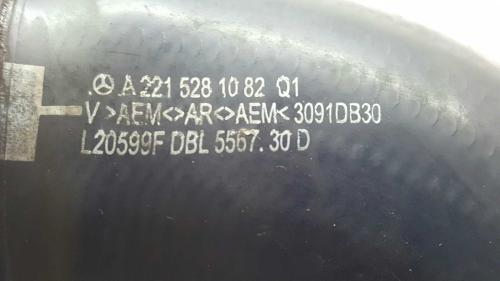 A 221 528 10 82 Q1
V >AEM<>AR<>AEM< 3091DB30
L20599F DBL 5567.30 D